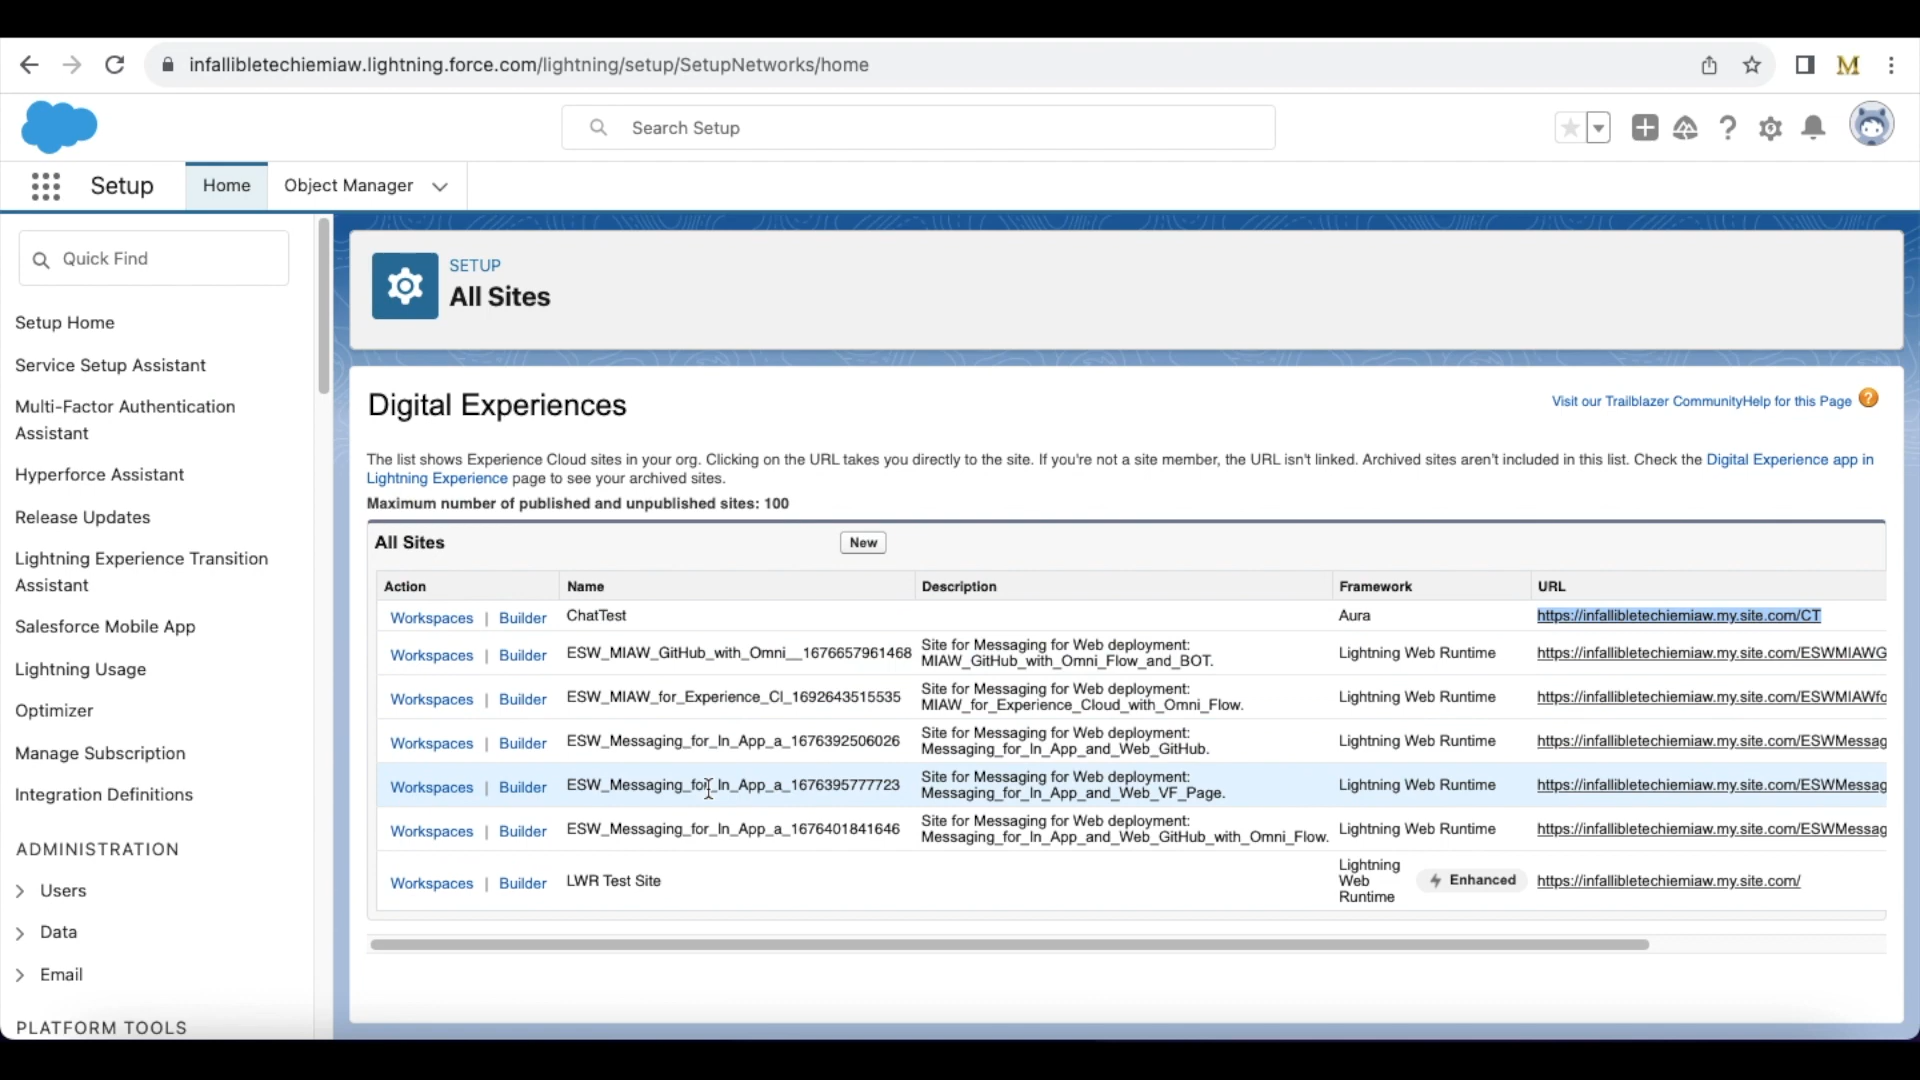 infallibletechiemiaw.lightning.force.com/lightning/setup/SetupNetworks/home
M
Search Setup
Setup
Home
Object Manager
Quick Find
Setup Home
Service Setup Assistant
Multi-Factor Authentication
Assistant
Hyperforce Assistant
Release Updates
Lightning Experience Transition
Assistant
Salesforce Mobile App
Lightning Usage
Optimizer
Manage Subscription
Integration Definitions
ADMINISTRATION
Users
Data
Email
PLATFORM TOOLS
SETUP
All Sites
Digital Experiences
Visit our Trailblazer CommunityHelp for this Page ?
The list shows Experience Cloud sites in your org. Clicking on the URL takes you directly to the site. If you're not a site member, the URL isn't linked. Archived sites aren't included in this list. Check the Digital Experience app in
Lightning Experience page to see your archived sites.
Maximum number of published and unpublished sites: 100
All Sites
New
Action Name Description Framework URL
Workspaces | Builder ChatTest Aura https://infallibletechiemiaw.my.site.com/CT
Workspaces | Builder ESW_MIAW_GitHub_with_Omni__1676657961468 Site for Messaging for Web deployment: Lightning Web Runtime https://infallibletechiemiaw.my.site.com/ESWMIAWG
MIAW_GitHub_with_Omni_Flow_and_BOT.
Workspaces | Builder ESW_MIAW_for_Experience_Cl_1692643515535 Site for Messaging for Web deployment: Lightning Web Runtime https://infallibletechiemiaw.my.site.com/ESWMIAWfo
MIAW_for_Experience_Cloud_with_Omni_Flow.
Workspaces | Builder ESW_Messaging_for_In_App_a_1676392506026 Site for Messaging for Web deployment: Lightning Web Runtime https://infallibletechiemiaw.my.site.com/ESWMessag
Messaging_for_In_App_and_Web_GitHub.
Workspaces | Builder ESW_Messaging_for_In_App_a_1676395777723 Site for Messaging for Web deployment: Lightning Web Runtime https://infallibletechiemiaw.my.site.com/ESWMessag
Messaging_for_In_App_and_Web_VF_Page.
Workspaces | Builder ESW_Messaging_for_In_App_a_1676401841646 Site for Messaging for Web deployment: Lightning Web Runtime https://infallibletechiemiaw.my.site.com/ESWMessag
Messaging_for_In_App_and_Web_GitHub_with_Omni_Flow.
Workspaces | Builder LWR Test Site Lightning Web Runtime Enhanced https://infallibletechiemiaw.my.site.com/